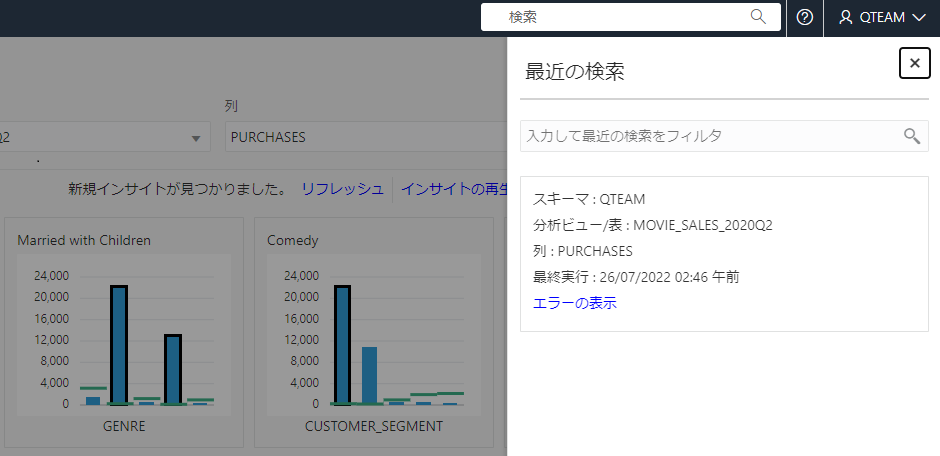 検索
QTEAM
最近の検索
入力して最近の検索をフィルタ
スキーマ : QTEAM
分析ビュー/表 : MOVIE_SALES_2020Q2
列 : PURCHASES
最終実行 : 26/07/2022 02:46 午前
エラーの表示
列
Q2
PURCHASES
新規インサイトが見つかりました。 リフレッシュ インサイトの再生
Married with Children
24,000
20,000
16,000
12,000
8,000
4,000
0
GENRE
Comedy
24,000
20,000
16,000
12,000
8,000
4,000
0
CUSTOMER_SEGMENT